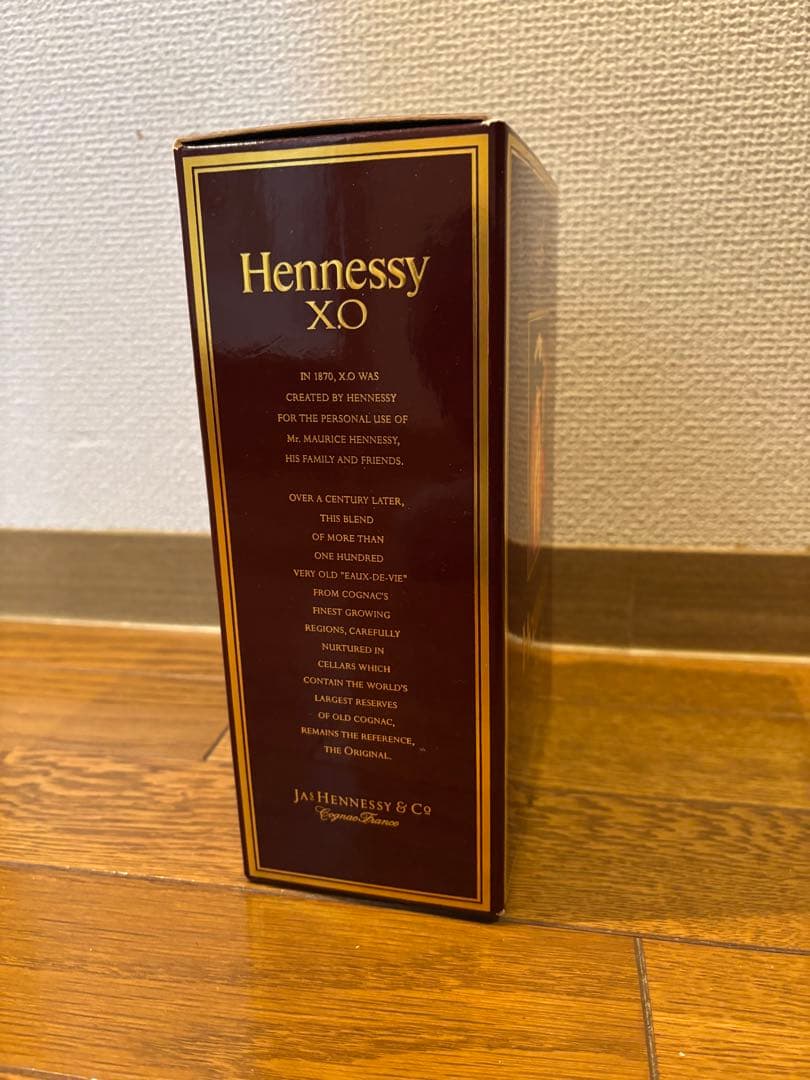 Hennessy
X.O
IN 1870, X.O WAS
CREATED BY HENNESSY
FOR THE PERSONAL USE OF
Mr. MAURICE HENNESSY,
HIS FAMILY AND FRIENDS.
OVER A CENTURY LATER,
THIS BLEND
OF MORE THAN
ONE HUNDRED
VERY OLD "EAUX-DE-VIE"
FROM COGNAC'S
FINEST GROWING
REGIONS, CAREFULLY
NURTURED IN
CELLARS WHICH
CONTAIN THE WORLD'S
LARGEST RESERVES
OF OLD COGNAC,
REMAINS THE REFERENCE,
THE ORIGINAL.
JAS HENNESSY & CO
Cognac France